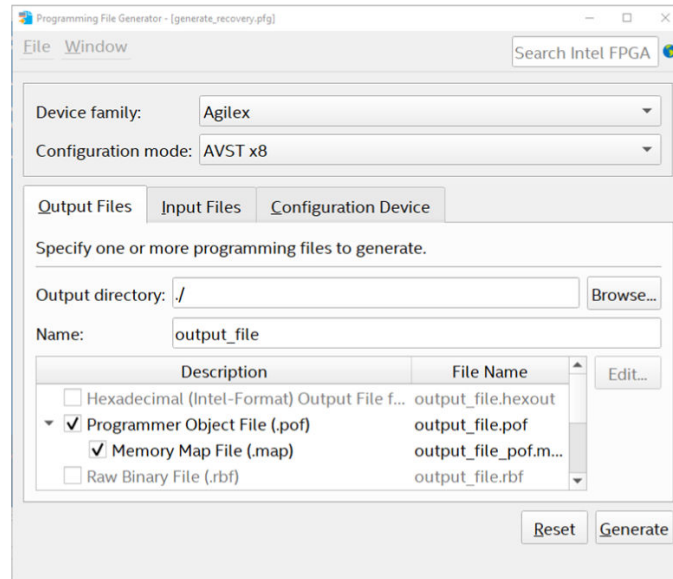 Programming File Generator - [generate_recovery.pfg]
File Window
Search Intel FPGA
Device family: Agilex
Configuration mode: AVST x8
Output Files Input Files Configuration Device
Specify one or more programming files to generate.
Output directory: ./ Browse...
Name: output_file
Description File Name Edit...
Hexadecimal (Intel-Format) Output File f... output_file.hexout
Programmer Object File (.pof) output_file.pof
Memory Map File (.map) output_file_pof.m...
Raw Binary File (.rbf) output_file.rbf
Reset Generate